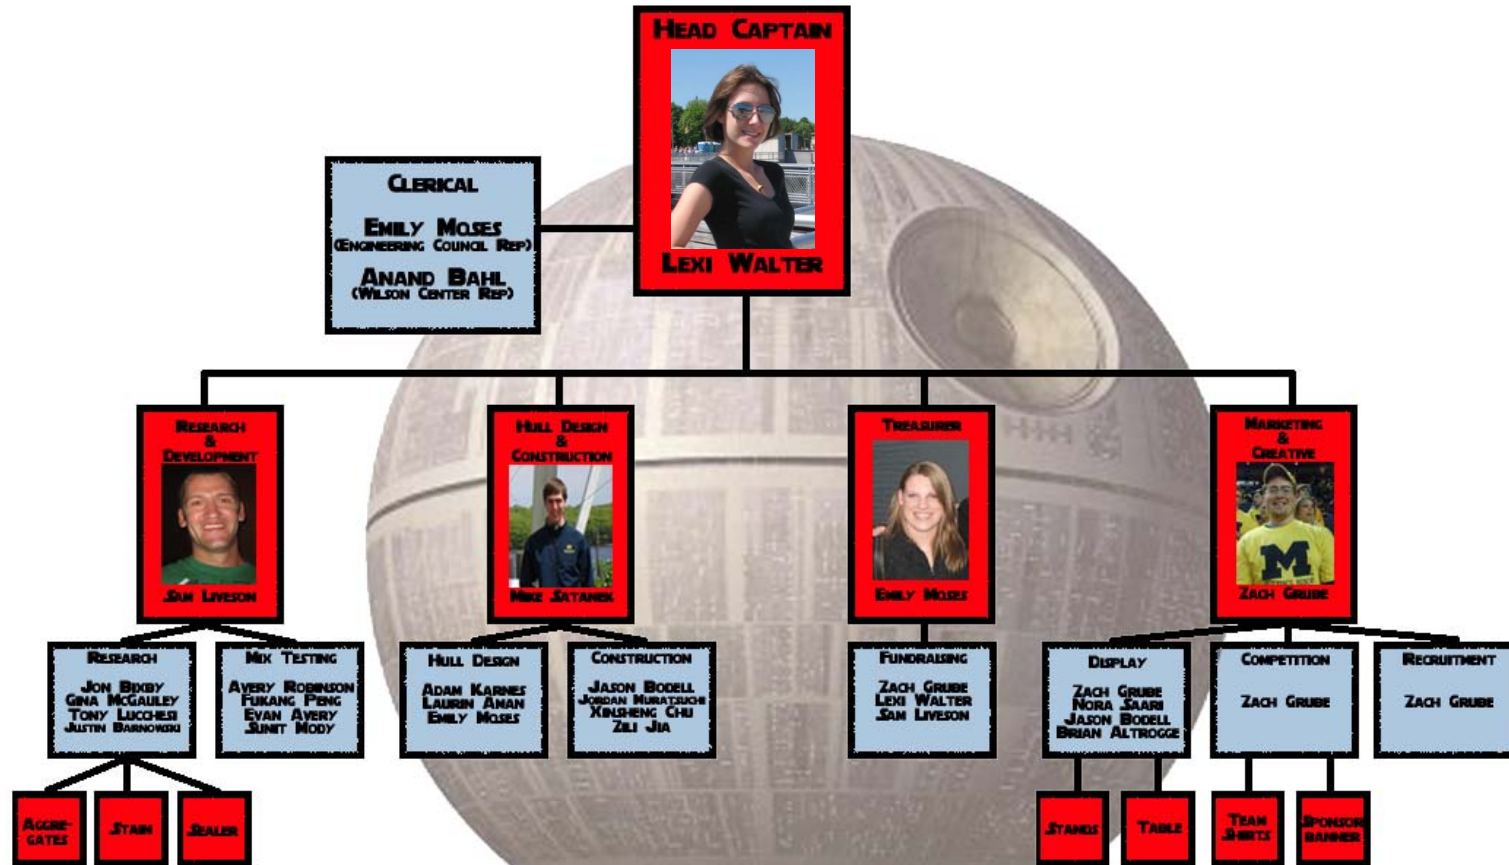 HEAD CAPTAIN
LEXI WALTER
CLERICAL
EMILY MOSES
(ENGINEERING COUNCIL REP)
ANAND BAHL
(WILSON CENTER REP)
RESEARCH
&
DEVELOPMENT
SAM LIVESON
HULL DESIGN
&
CONSTRUCTION
MIKE SATANEK
TREASURER
EMILY MOSES
MARKETING
&
CREATIVE
M
ZACH GRUBE
RESEARCH
JON BIXBY
GINA MCGAULEY
TONY LUCCHESI
JUSTIN BARNOWSKI
MIX TESTING
AVERY ROBINSON
FUKANG PENG
EVAN AVERY
SUNIT MODY
HULL DESIGN
ADAM KARNES
LAURIN AMAN
EMILY MOSES
CONSTRUCTION
JASON BODELL
JORDAN MURATSUCHI
XINSHENG CHU
ZILI JIA
FUNDRAISING
ZACH GRUBE
LEXI WALTER
SAM LIVESON
DISPLAY
ZACH GRUBE
NORA SAARI
JASON BODELL
BRIAN ALTROGGE
COMPETITION
ZACH GRUBE
RECRUITMENT
ZACH GRUBE
AGGRE-
GATES
STAIN
SEALER
STANDS
TABLE
TEAM
SHIRTS
SPONSOR
BANNER